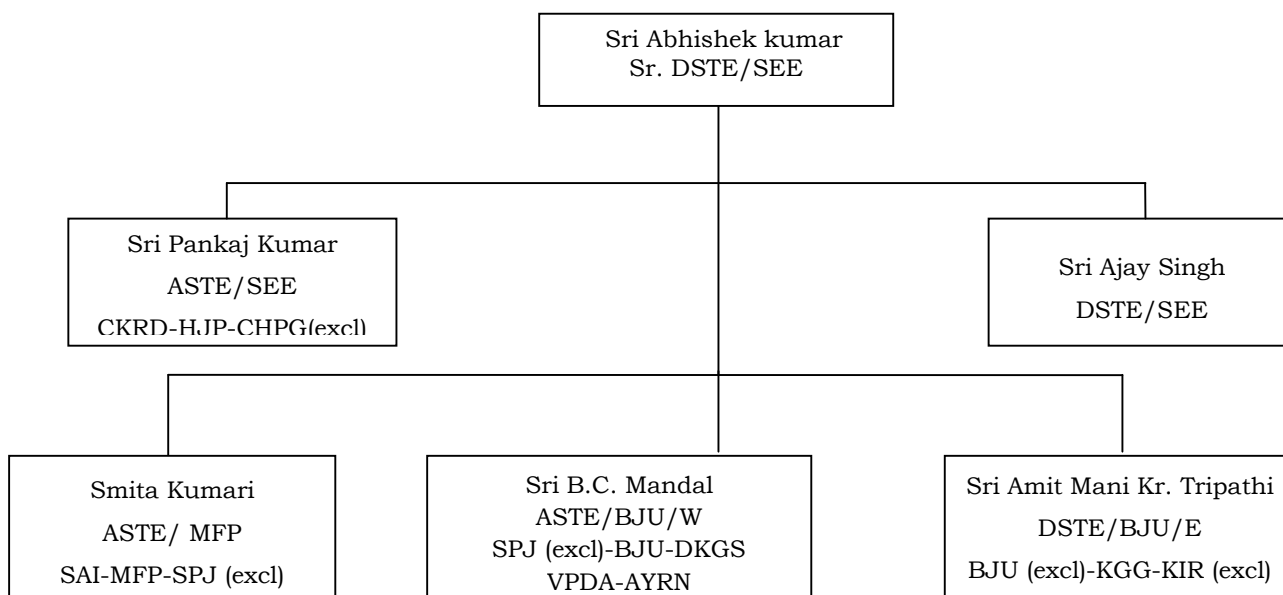 Sri Abhishek kumar
Sr. DSTE/SEE
Sri Pankaj Kumar
ASTE/SEE
CKRD-HJP-CHPG(excl)
Sri Ajay Singh
DSTE/SEE
Smita Kumari
ASTE/ MFP
SAI-MFP-SPJ (excl)
Sri B.C. Mandal
ASTE/BJU/W
SPJ (excl)-BJU-DKGS
VPDA-AYRN
Sri Amit Mani Kr. Tripathi
DSTE/BJU/E
BJU (excl)-KGG-KIR (excl)